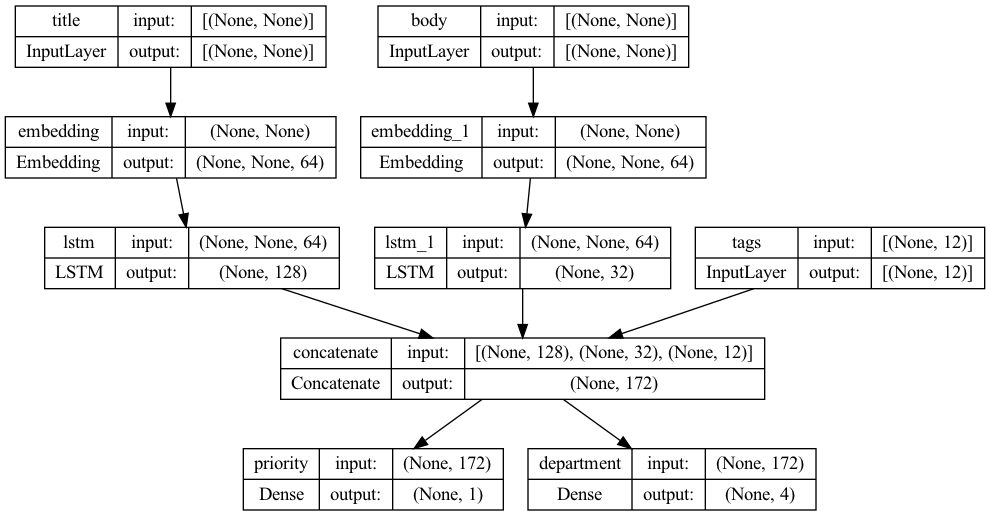 title input: [(None, None)]
InputLayer output: [(None, None)]
body input: [(None, None)]
InputLayer output: [(None, None)]
embedding input: (None, None)
Embedding output: (None, None, 64)
embedding_1 input: (None, None)
Embedding output: (None, None, 64)
lstm input: (None, None, 64)
LSTM output: (None, 128)
lstm_1 input: (None, None, 64)
LSTM output: (None, 32)
tags input: [(None, 12)]
InputLayer output: [(None, 12)]
concatenate input: [(None, 128), (None, 32), (None, 12)]
Concatenate output: (None, 172)
priority input: (None, 172)
Dense output: (None, 1)
department input: (None, 172)
Dense output: (None, 4)